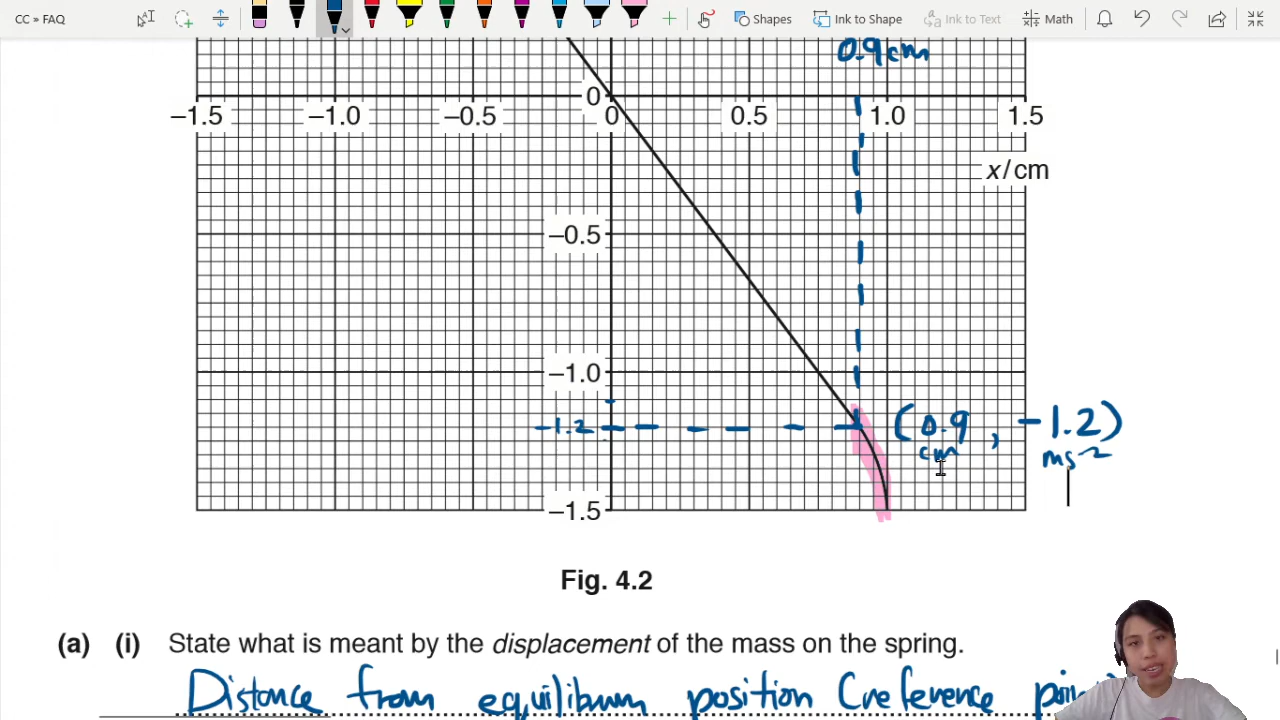 CC » FAQ Shapes Ink to Shape Ink to Text Math
0.9cm
0
−1.5 −1.0 −0.5 0 0.5 1.0 1.5
x/cm
−0.5
−1.0
-1.2 (0.9 , -1.2)
cm ms-2
−1.5
Fig. 4.2
(a) (i) State what is meant by the displacement of the mass on the spring.
Distance from equilibum position (reference